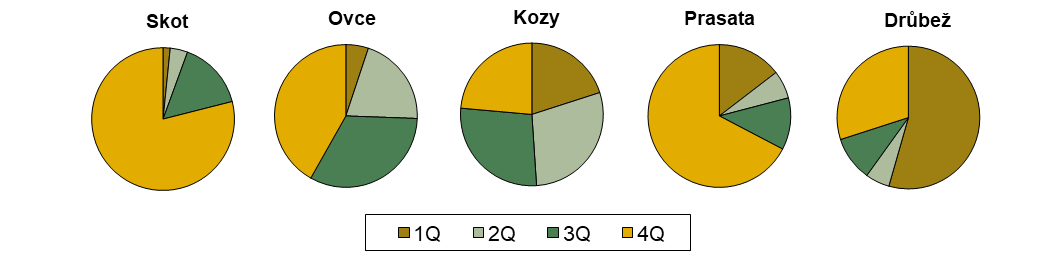 Skot
Ovce
Kozy
Prasata
Drůbež
1Q 2Q 3Q 4Q